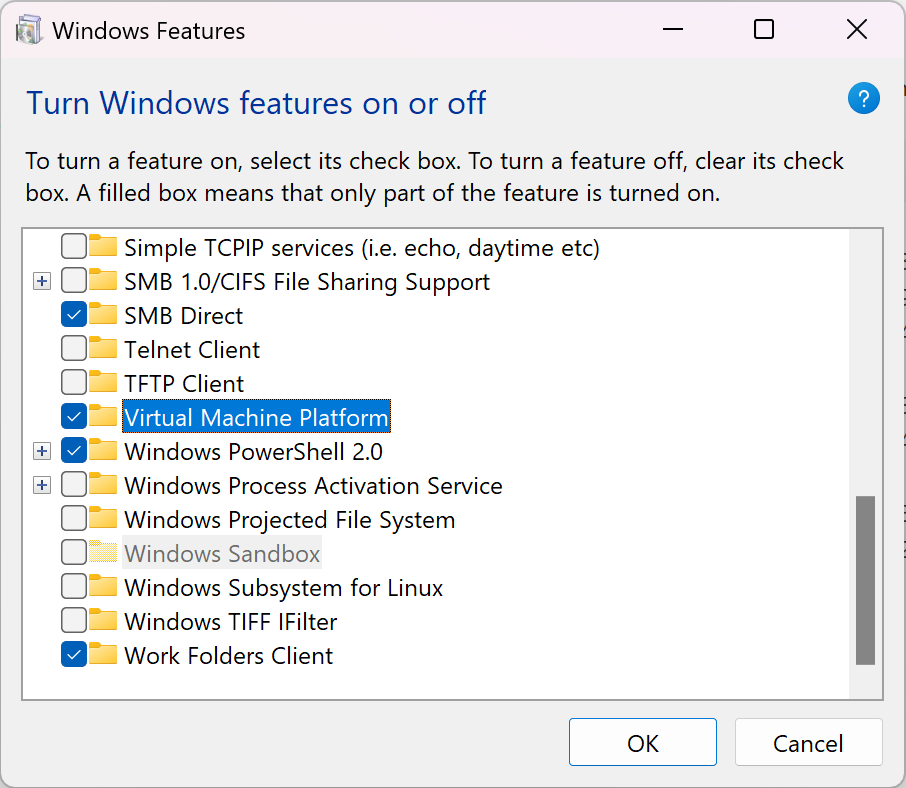 Windows Features
Turn Windows features on or off
?
To turn a feature on, select its check box. To turn a feature off, clear its check
box. A filled box means that only part of the feature is turned on.
Simple TCPIP services (i.e. echo, daytime etc)
SMB 1.0/CIFS File Sharing Support
SMB Direct
Telnet Client
TFTP Client
Virtual Machine Platform
Windows PowerShell 2.0
Windows Process Activation Service
Windows Projected File System
Windows Sandbox
Windows Subsystem for Linux
Windows TIFF IFilter
Work Folders Client
OK
Cancel